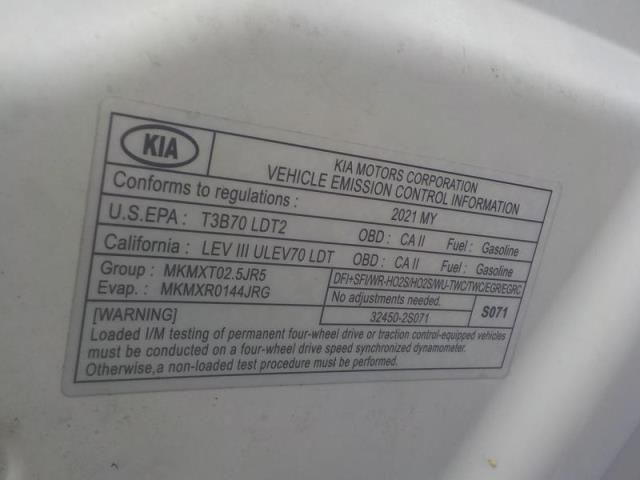 KIA
KIA MOTORS CORPORATION
VEHICLE EMISSION CONTROL INFORMATION
Conforms to regulations : 2021 MY
U.S.EPA : T3B70 LDT2 OBD : CA II Fuel : Gasoline
California : LEV III ULEV70 LDT OBD : CA II Fuel : Gasoline
Group : MKMXT02.5JR5
Evap. : MKMXR0144JRG
DFI+SFI/WR-HO2S/HO2S/WU-TWC/TWC/EGR/EGRC
No adjustments needed.
32450-2S071
S071
[WARNING]
Loaded I/M testing of permanent four-wheel drive or traction control-equipped vehicles
must be conducted on a four-wheel drive speed synchronized dynamometer.
Otherwise,a non-loaded test procedure must be performed.